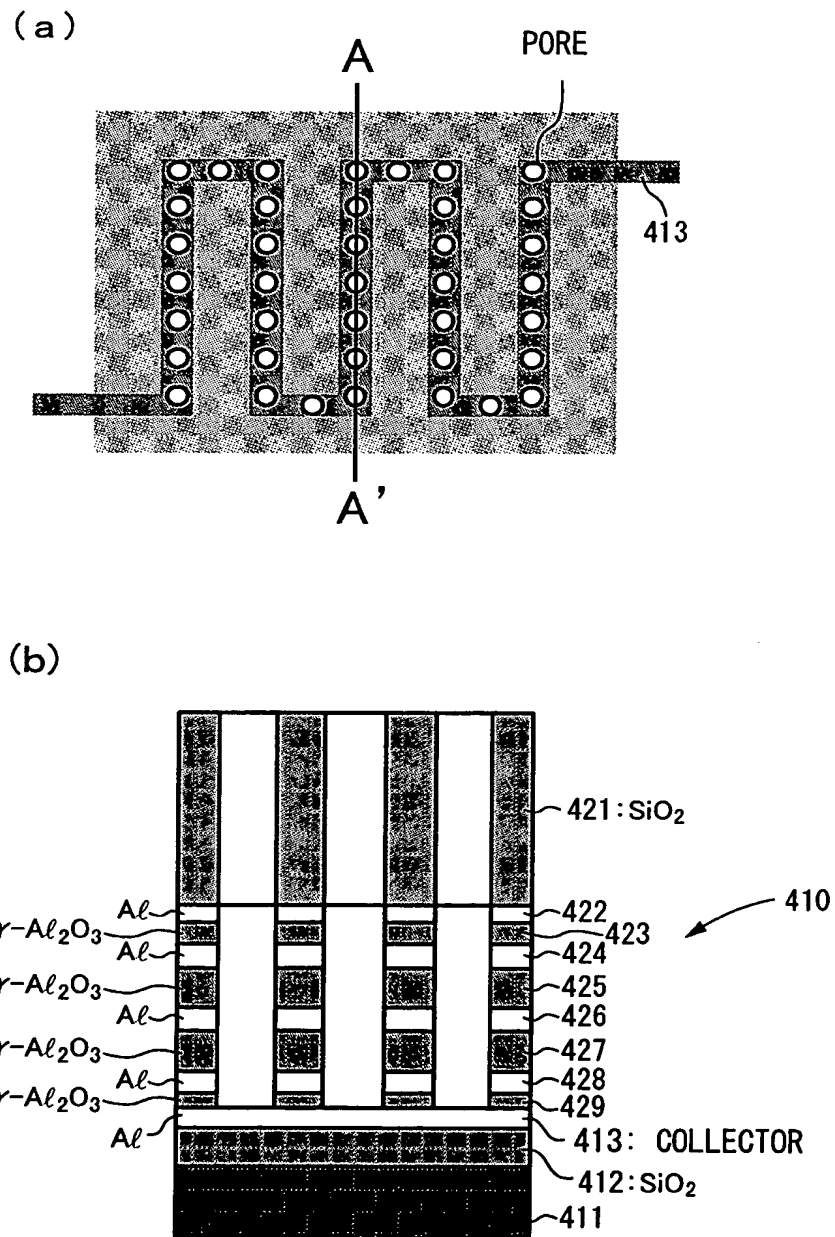 (a)
A
PORE
413
A’
(b)
421:SiO₂
Aℓ
422
410
γ-Aℓ₂O₃
423
Aℓ
424
γ-Aℓ₂O₃
425
Aℓ
426
γ-Aℓ₂O₃
427
Aℓ
428
γ-Aℓ₂O₃
429
Aℓ
413: COLLECTOR
412:SiO₂
411